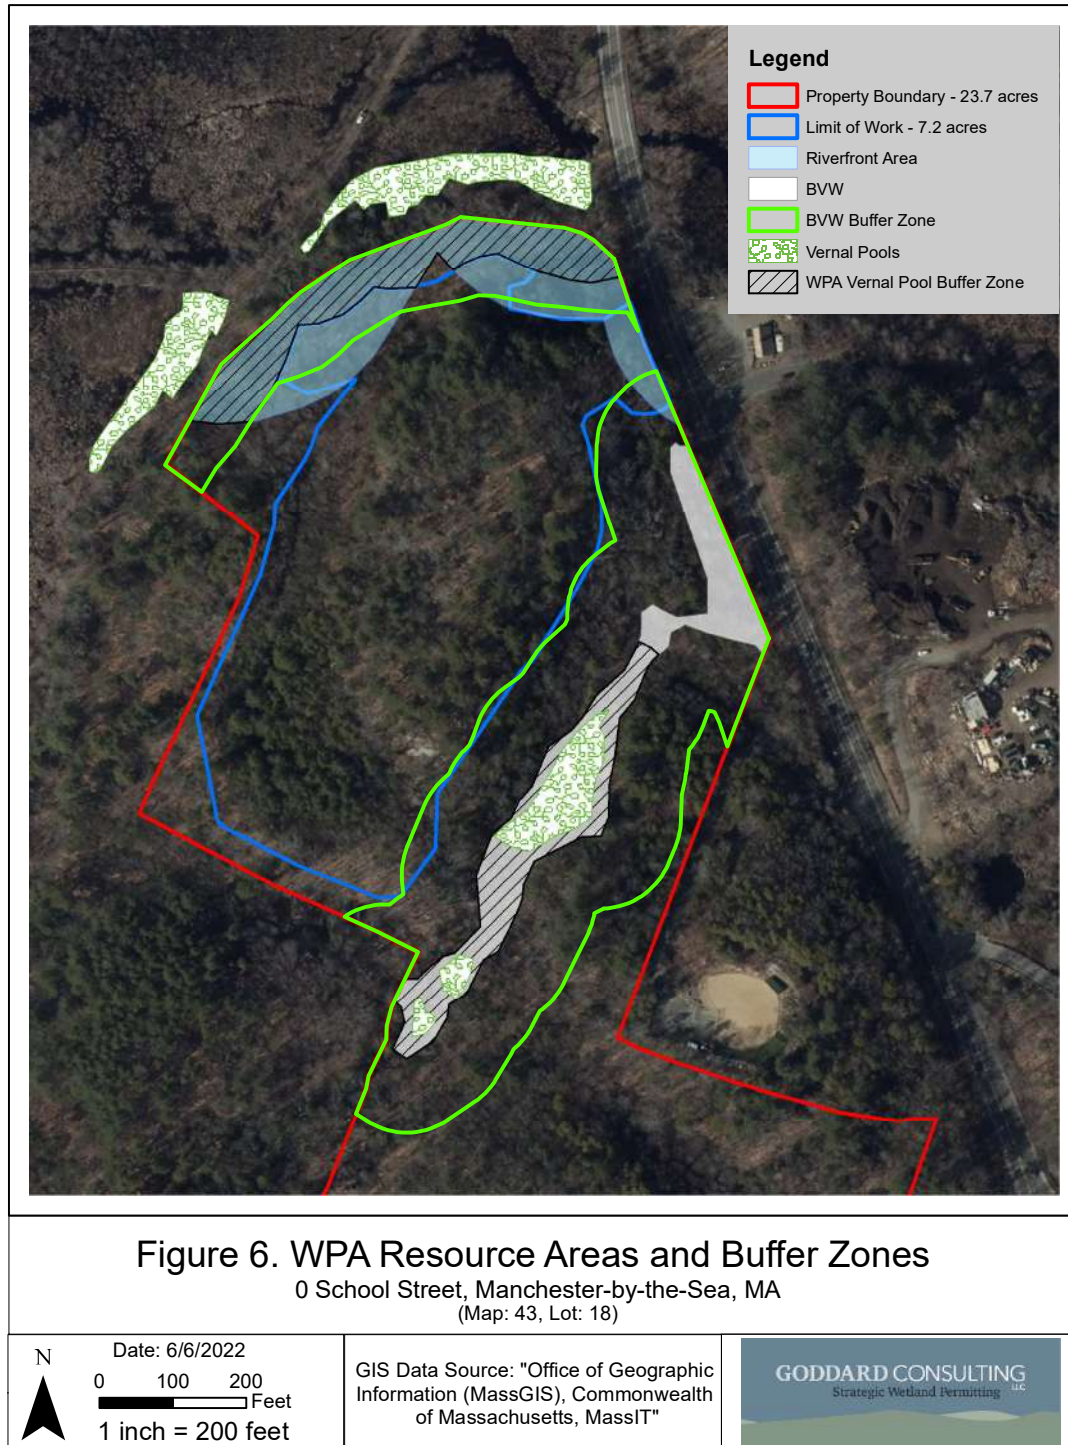 Legend
Property Boundary - 23.7 acres
Limit of Work - 7.2 acres
Riverfront Area
BVW
BVW Buffer Zone
Vernal Pools
WPA Vernal Pool Buffer Zone
Figure 6. WPA Resource Areas and Buffer Zones
0 School Street, Manchester-by-the-Sea, MA
(Map: 43, Lot: 18)
N
Date: 6/6/2022
0 100 200
Feet
1 inch = 200 feet
GIS Data Source: "Office of Geographic
Information (MassGIS), Commonwealth
of Massachusetts, MassIT"
GODDARD CONSULTING
LLC
Strategic Wetland Permitting